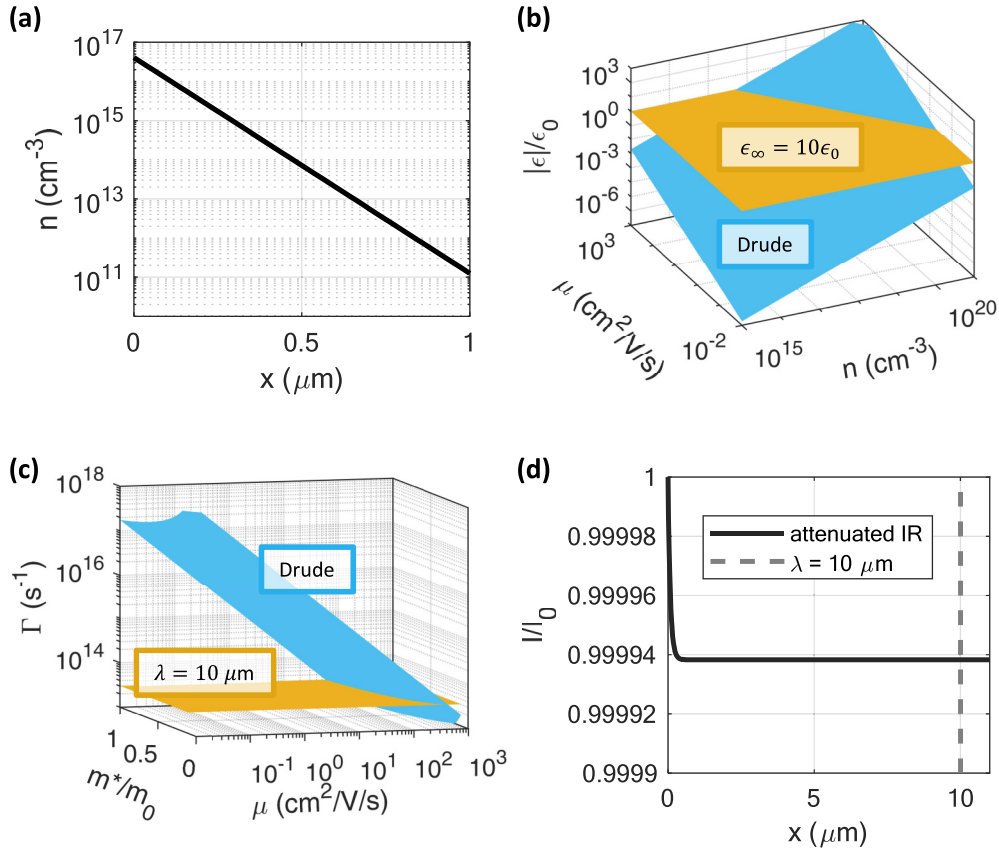 (a)
10^17
10^15
10^13
10^11
n (cm^-3)
0
0.5
1
x (μm)
(b)
10^3
10^0
10^-3
10^-6
|ϵ|/ϵ_0
ϵ_∞ = 10ϵ_0
Drude
10^3
10^-2
μ (cm^2/V/s)
10^15
10^20
n (cm^-3)
(c)
10^18
10^16
10^14
Γ (s^-1)
Drude
λ = 10 μm
1
0.5
0
m*/m_0
10^-1
10^0
10^1
10^2
10^3
μ (cm^2/V/s)
(d)
1
0.99998
0.99996
0.99994
0.99992
0.9999
I/I_0
attenuated IR
λ = 10 μm
0
5
10
x (μm)